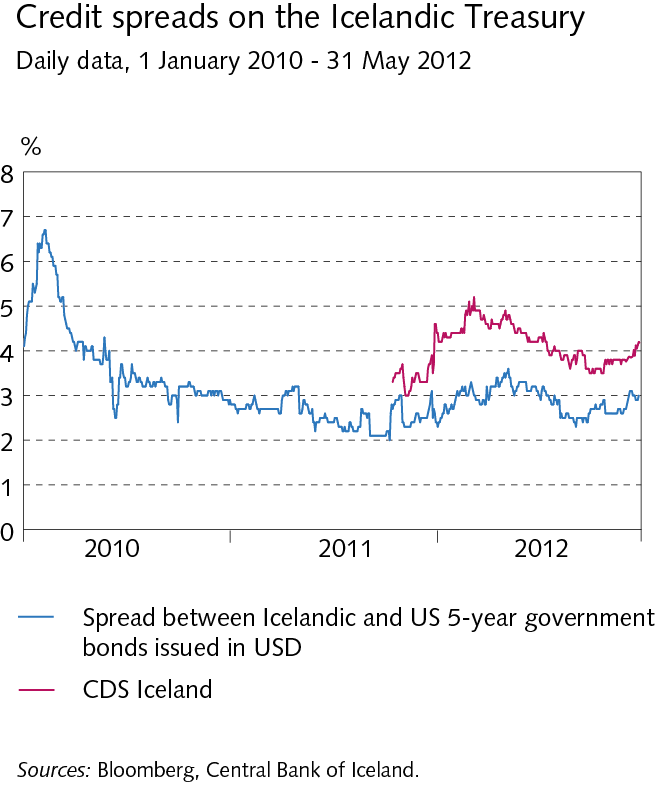 Credit spreads on the Icelandic Treasury
Daily data, 1 January 2010 - 31 May 2012
%
8
7
6
5
4
3
2
1
0
2010 2011 2012
Spread between Icelandic and US 5-year government
bonds issued in USD
CDS Iceland
Sources: Bloomberg, Central Bank of Iceland.